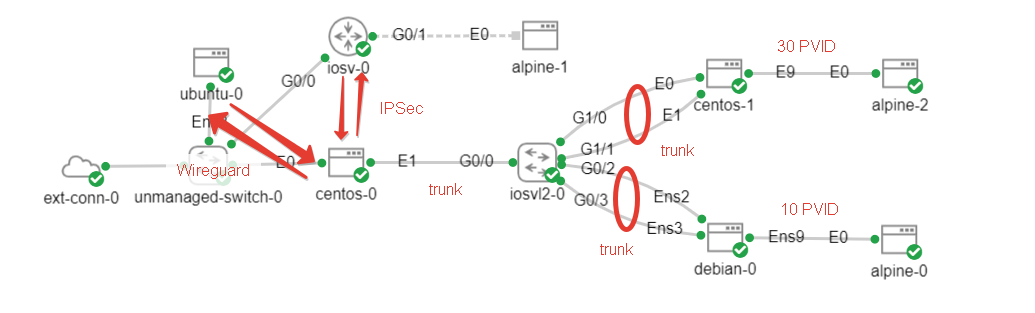 30 PVID
G0/1
E0
iosv-0
alpine-1
G0/0
ubuntu-0
IPSec
E0
E9
E0
centos-1
alpine-2
G1/0
E1
G1/1
trunk
Wireguard
E0
E1
G0/0
G0/2
ext-conn-0
unmanaged-switch-0
centos-0
trunk
iosvl2-0
G0/3
Ens2
10 PVID
Ens3
trunk
Ens9
E0
debian-0
alpine-0